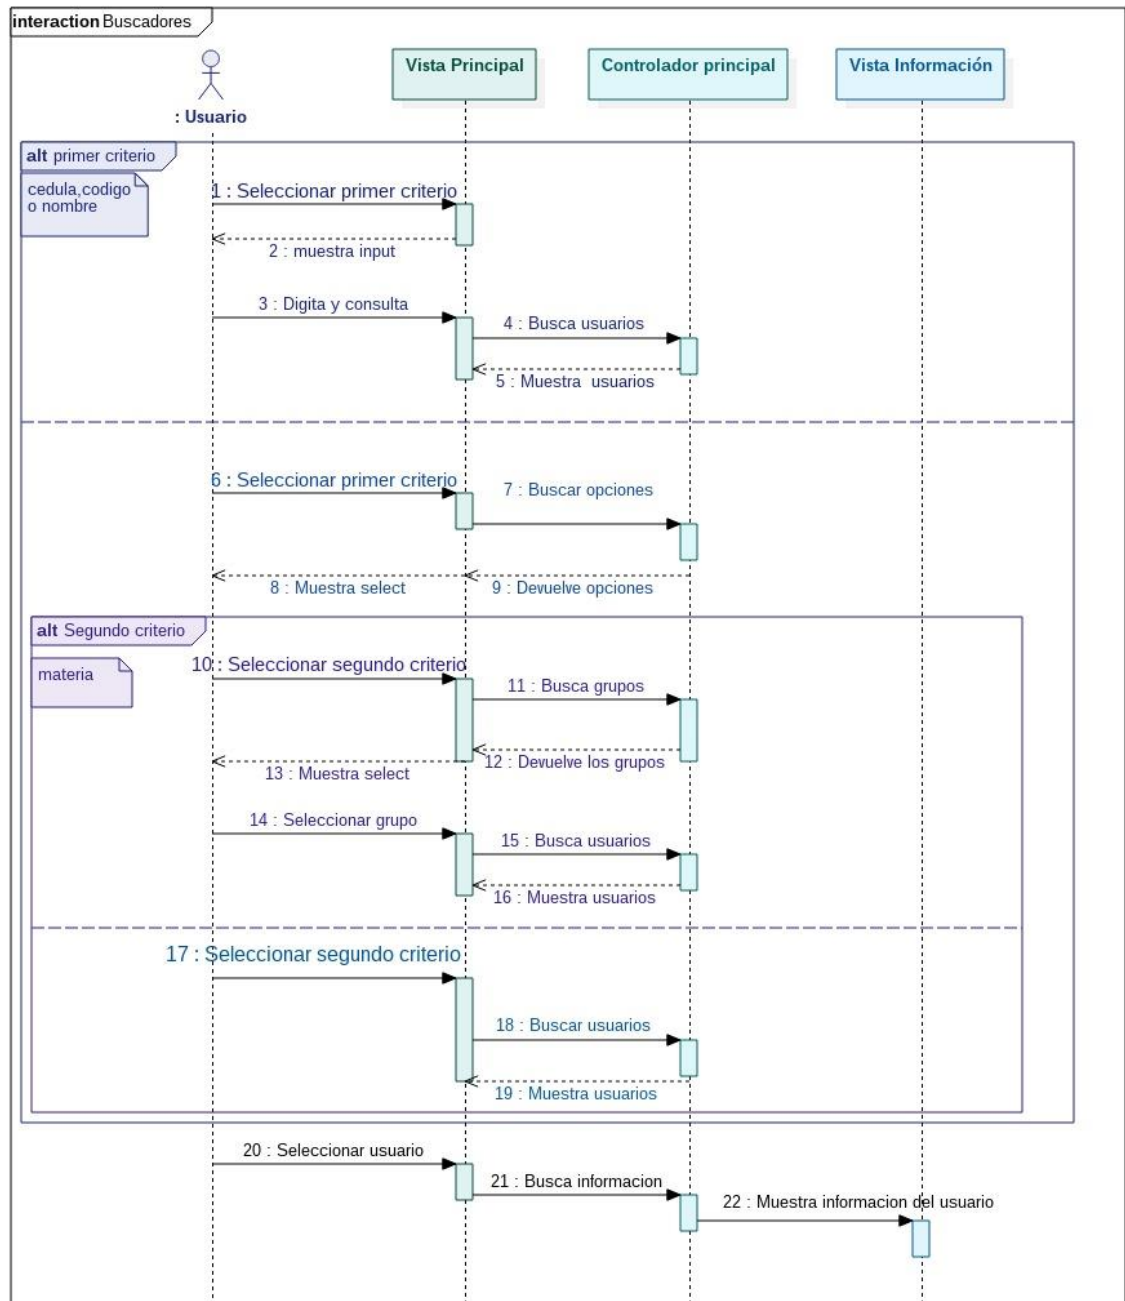 interaction Buscadores
Vista Principal
Controlador principal
Vista Información
: Usuario
alt primer criterio
cedula,codigo
o nombre
1 : Seleccionar primer criterio
2 : muestra input
3 : Digita y consulta
4 : Busca usuarios
5 : Muestra  usuarios
6 : Seleccionar primer criterio
7 : Buscar opciones
8 : Muestra select
9 : Devuelve opciones
alt Segundo criterio
materia
10 : Seleccionar segundo criterio
11 : Busca grupos
12 : Devuelve los grupos
13 : Muestra select
14 : Seleccionar grupo
15 : Busca usuarios
16 : Muestra usuarios
17 : Seleccionar segundo criterio
18 : Buscar usuarios
19 : Muestra usuarios
20 : Seleccionar usuario
21 : Busca informacion
22 : Muestra informacion del usuario